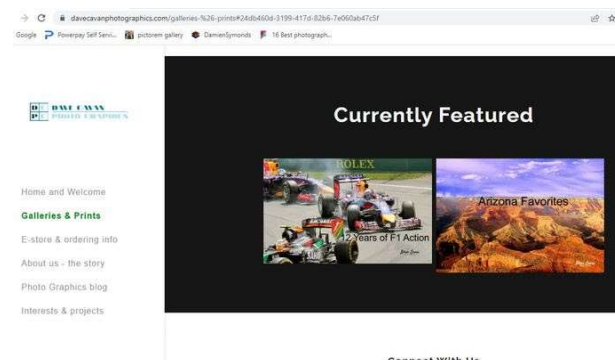 davecavanphotographics.com/galleries-%26-prints#24db460d-3199-417d-82b6-7e060ab47c5f
Google Powerpay Self Servi... pictorem gallery DamienSymonds 16 Best photograph...
DAVE CAVAN
PHOTO GRAPHICS
Currently Featured
ROLEX
12 Years of F1 Action
Arizona Favorites
Home and Welcome
Galleries & Prints
E-store & ordering info
About us - the story
Photo Graphics blog
Interests & projects
Connect With Us